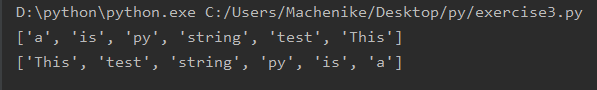 D:\python\python.exe C:/Users/Machenike/Desktop/py/exercise3.py
['a', 'is', 'py', 'string', 'test', 'This']
['This', 'test', 'string', 'py', 'is', 'a']